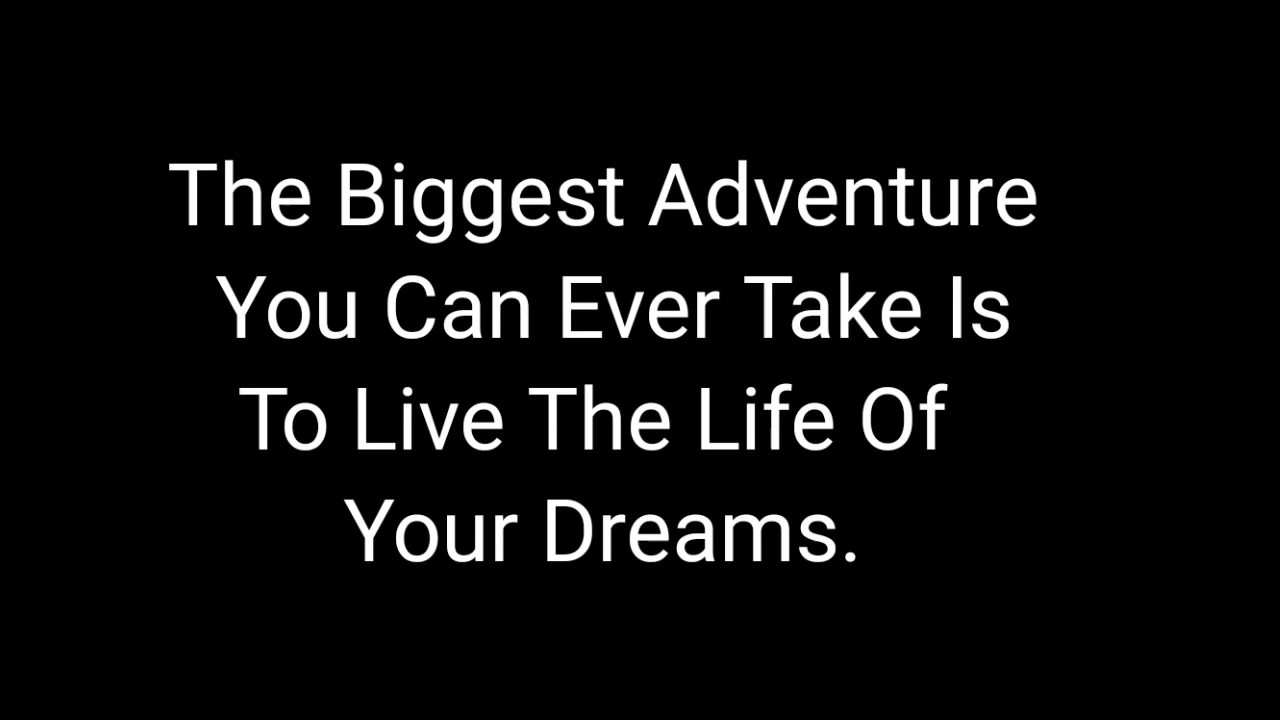 The Biggest Adventure
You Can Ever Take Is
To Live The Life Of
Your Dreams.